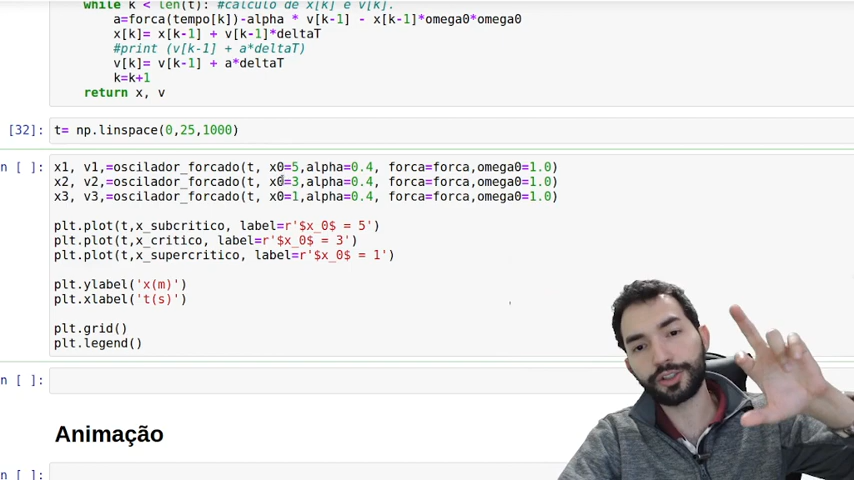 while k < len(t): #cálculo de x[k] e v[k].
a=forca(tempo[k])-alpha * v[k-1] - x[k-1]*omega0*omega0
x[k]= x[k-1] + v[k-1]*deltaT
#print (v[k-1] + a*deltaT)
v[k]= v[k-1] + a*deltaT
k=k+1
return x, v
[32]: t= np.linspace(0,25,1000)
n [ ]: x1, v1,=oscilador_forcado(t, x0=5,alpha=0.4, forca=forca,omega0=1.0)
x2, v2,=oscilador_forcado(t, x0=3,alpha=0.4, forca=forca,omega0=1.0)
x3, v3,=oscilador_forcado(t, x0=1,alpha=0.4, forca=forca,omega0=1.0)
plt.plot(t,x_subcritico, label=r'$x_0$ = 5')
plt.plot(t,x_critico, label=r'$x_0$ = 3')
plt.plot(t,x_supercritico, label=r'$x_0$ = 1')
plt.ylabel('x(m)')
plt.xlabel('t(s)')
plt.grid()
plt.legend()
n [ ]:
Animação
n [ ]: